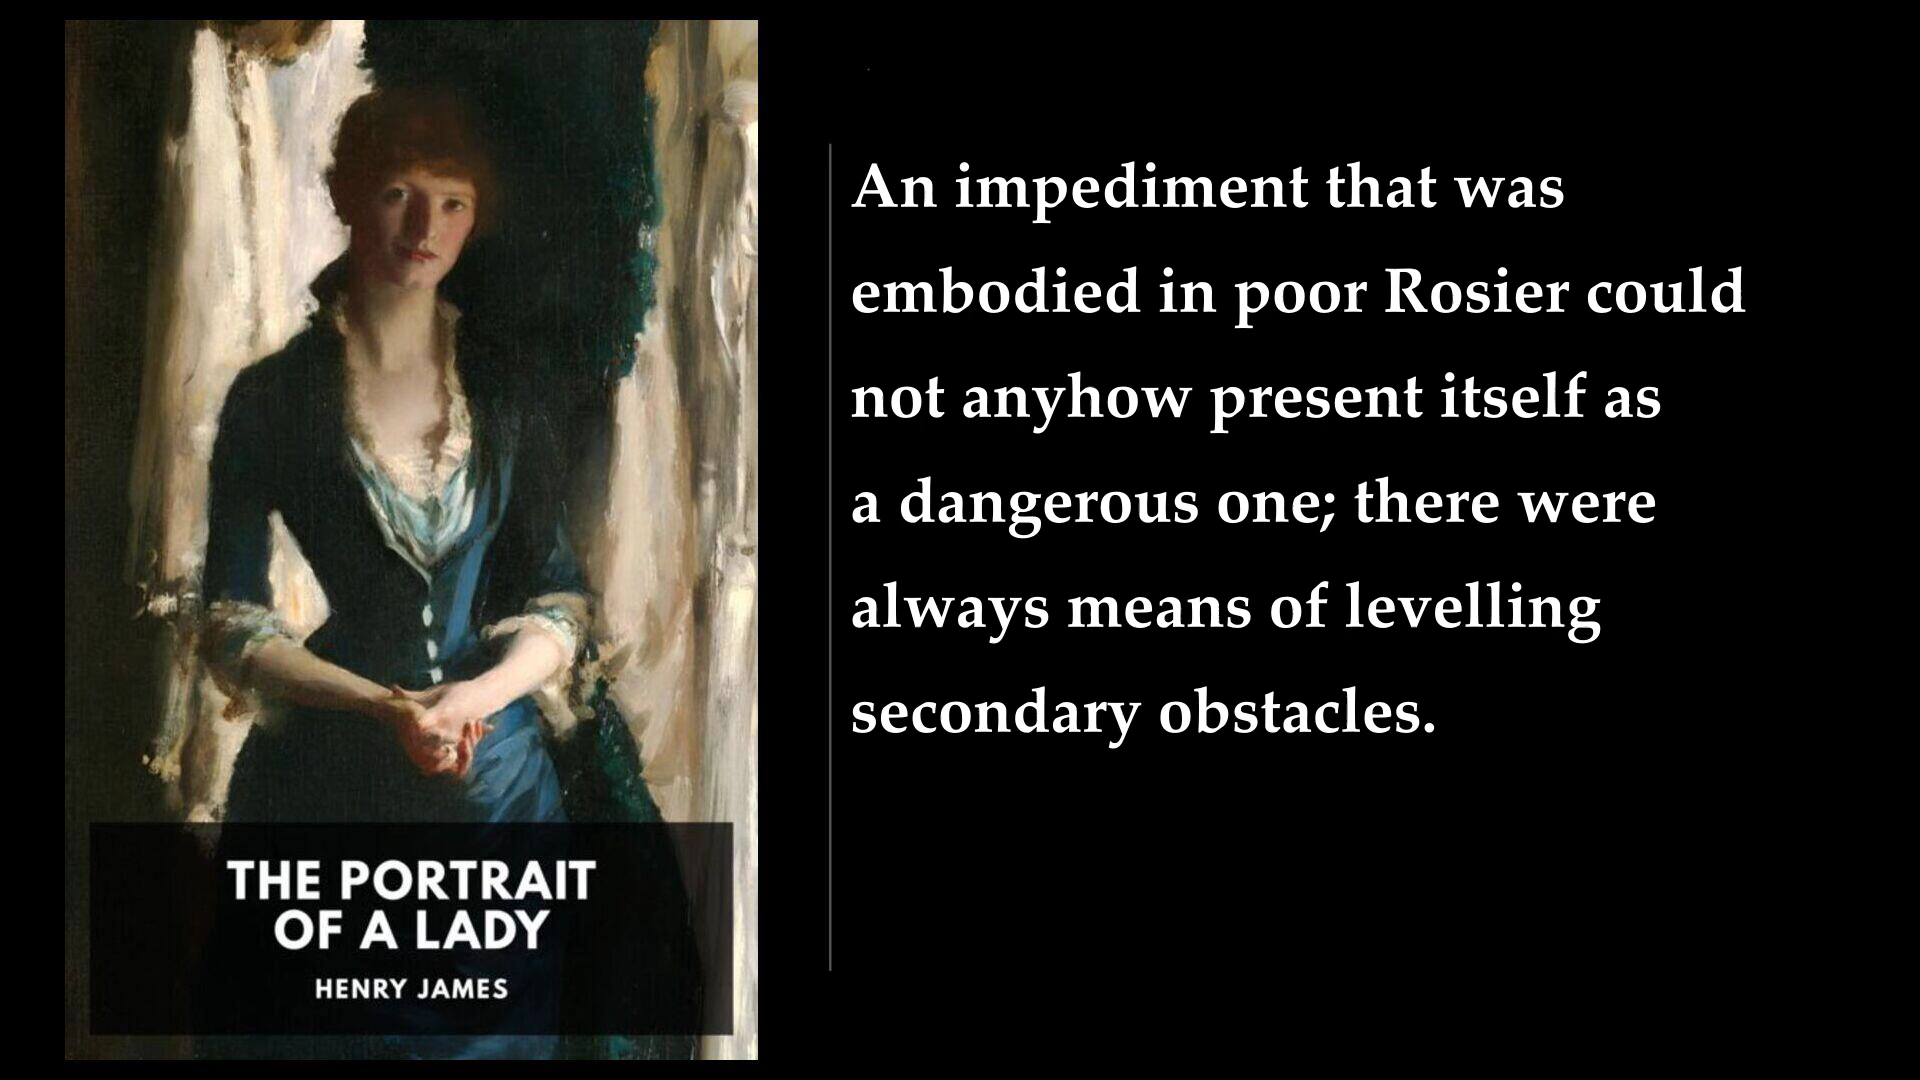 An impediment that was
embodied in poor Rosier could
not anyhow present itself as
a dangerous one; there were
always means of levelling
secondary obstacles.
THE PORTRAIT
OF A LADY
HENRY JAMES